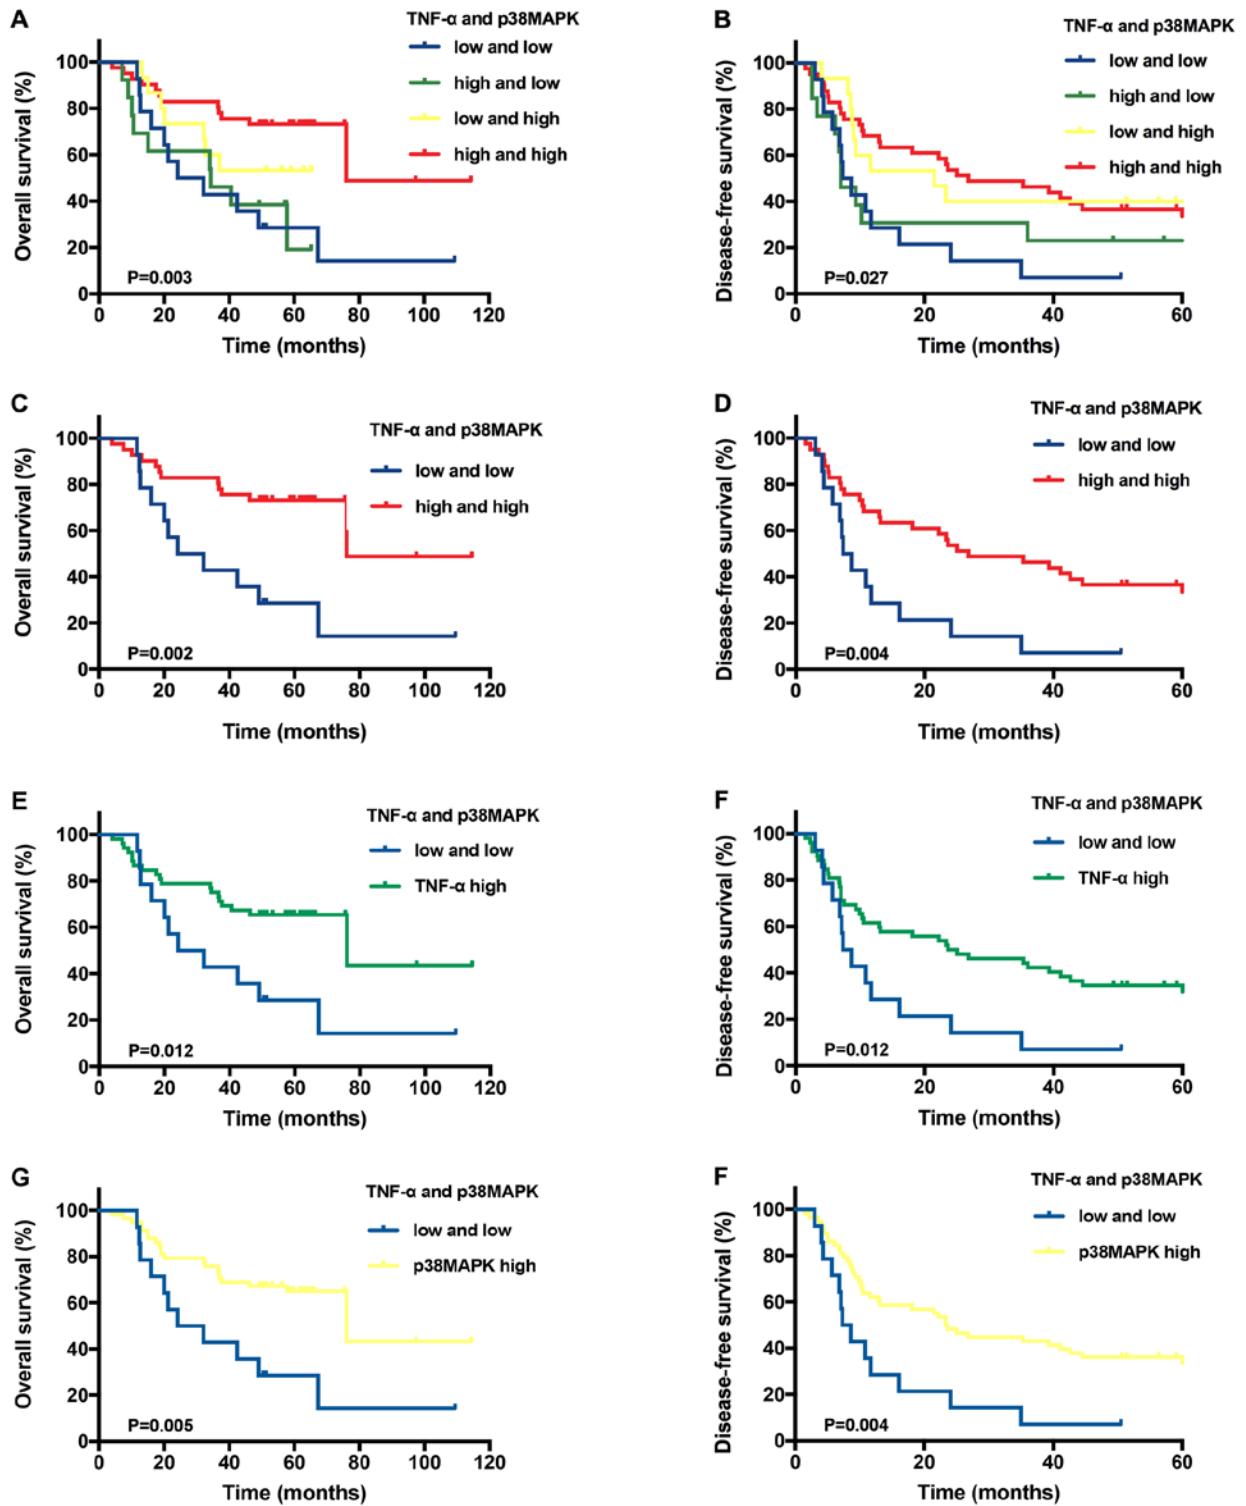 A
TNF-α and p38MAPK
low and low
high and low
low and high
high and high
Overall survival (%)
100
80
60
40
20
0
P=0.003
0 20 40 60 80 100 120
Time (months)
B
TNF-α and p38MAPK
low and low
high and low
low and high
high and high
Disease-free survival (%)
100
80
60
40
20
0
P=0.027
0 20 40 60
Time (months)
C
TNF-α and p38MAPK
low and low
high and high
Overall survival (%)
100
80
60
40
20
0
P=0.002
0 20 40 60 80 100 120
Time (months)
D
TNF-α and p38MAPK
low and low
high and high
Disease-free survival (%)
100
80
60
40
20
0
P=0.004
0 20 40 60
Time (months)
E
TNF-α and p38MAPK
low and low
TNF-α high
Overall survival (%)
100
80
60
40
20
0
P=0.012
0 20 40 60 80 100 120
Time (months)
F
TNF-α and p38MAPK
low and low
TNF-α high
Disease-free survival (%)
100
80
60
40
20
0
P=0.012
0 20 40 60
Time (months)
G
TNF-α and p38MAPK
low and low
p38MAPK high
Overall survival (%)
100
80
60
40
20
0
P=0.005
0 20 40 60 80 100 120
Time (months)
F
TNF-α and p38MAPK
low and low
p38MAPK high
Disease-free survival (%)
100
80
60
40
20
0
P=0.004
0 20 40 60
Time (months)